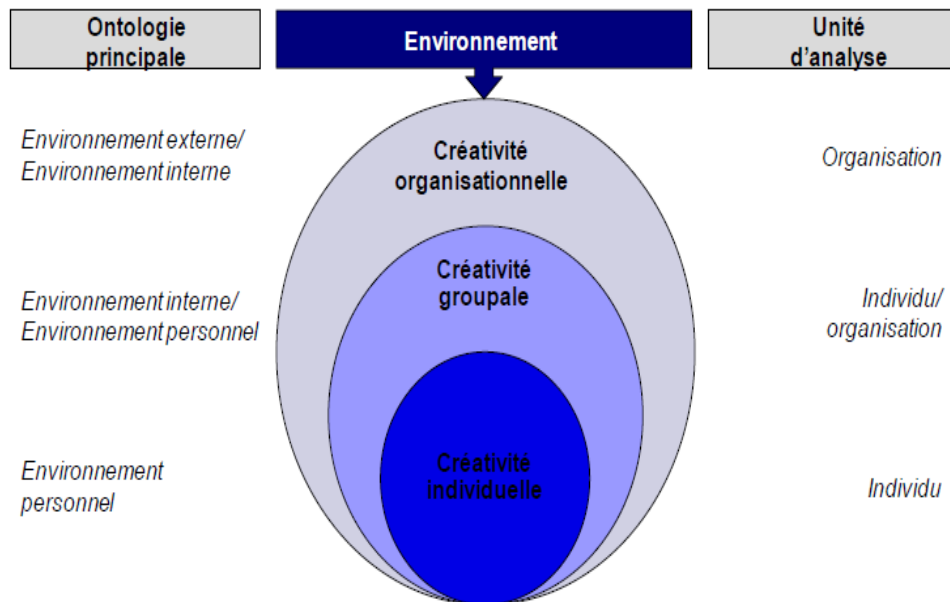 Ontologie
principale
Environnement
Unité
d'analyse
Environnement externe/
Environnement interne
Créativité
organisationnelle
Organisation
Environnement interne/
Environnement personnel
Créativité
groupale
Individu/
organisation
Environnement
personnel
Créativité
individuelle
Individu